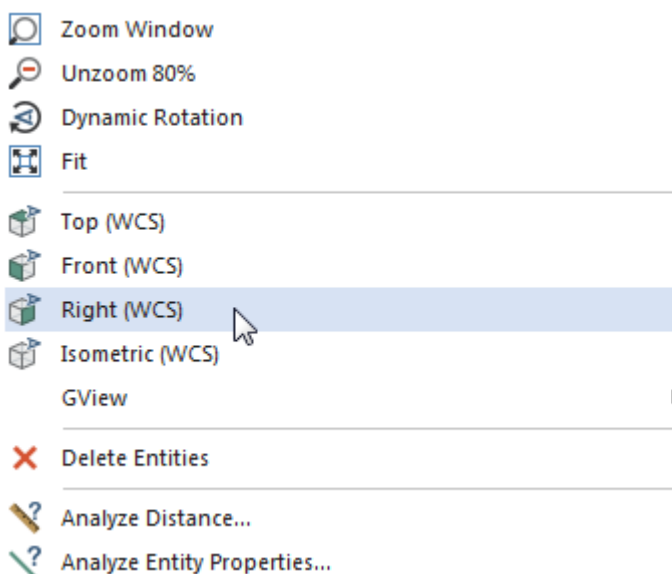 Zoom Window
Unzoom 80%
Dynamic Rotation
Fit
Top (WCS)
Front (WCS)
Right (WCS)
Isometric (WCS)
GView
Delete Entities
Analyze Distance...
Analyze Entity Properties...